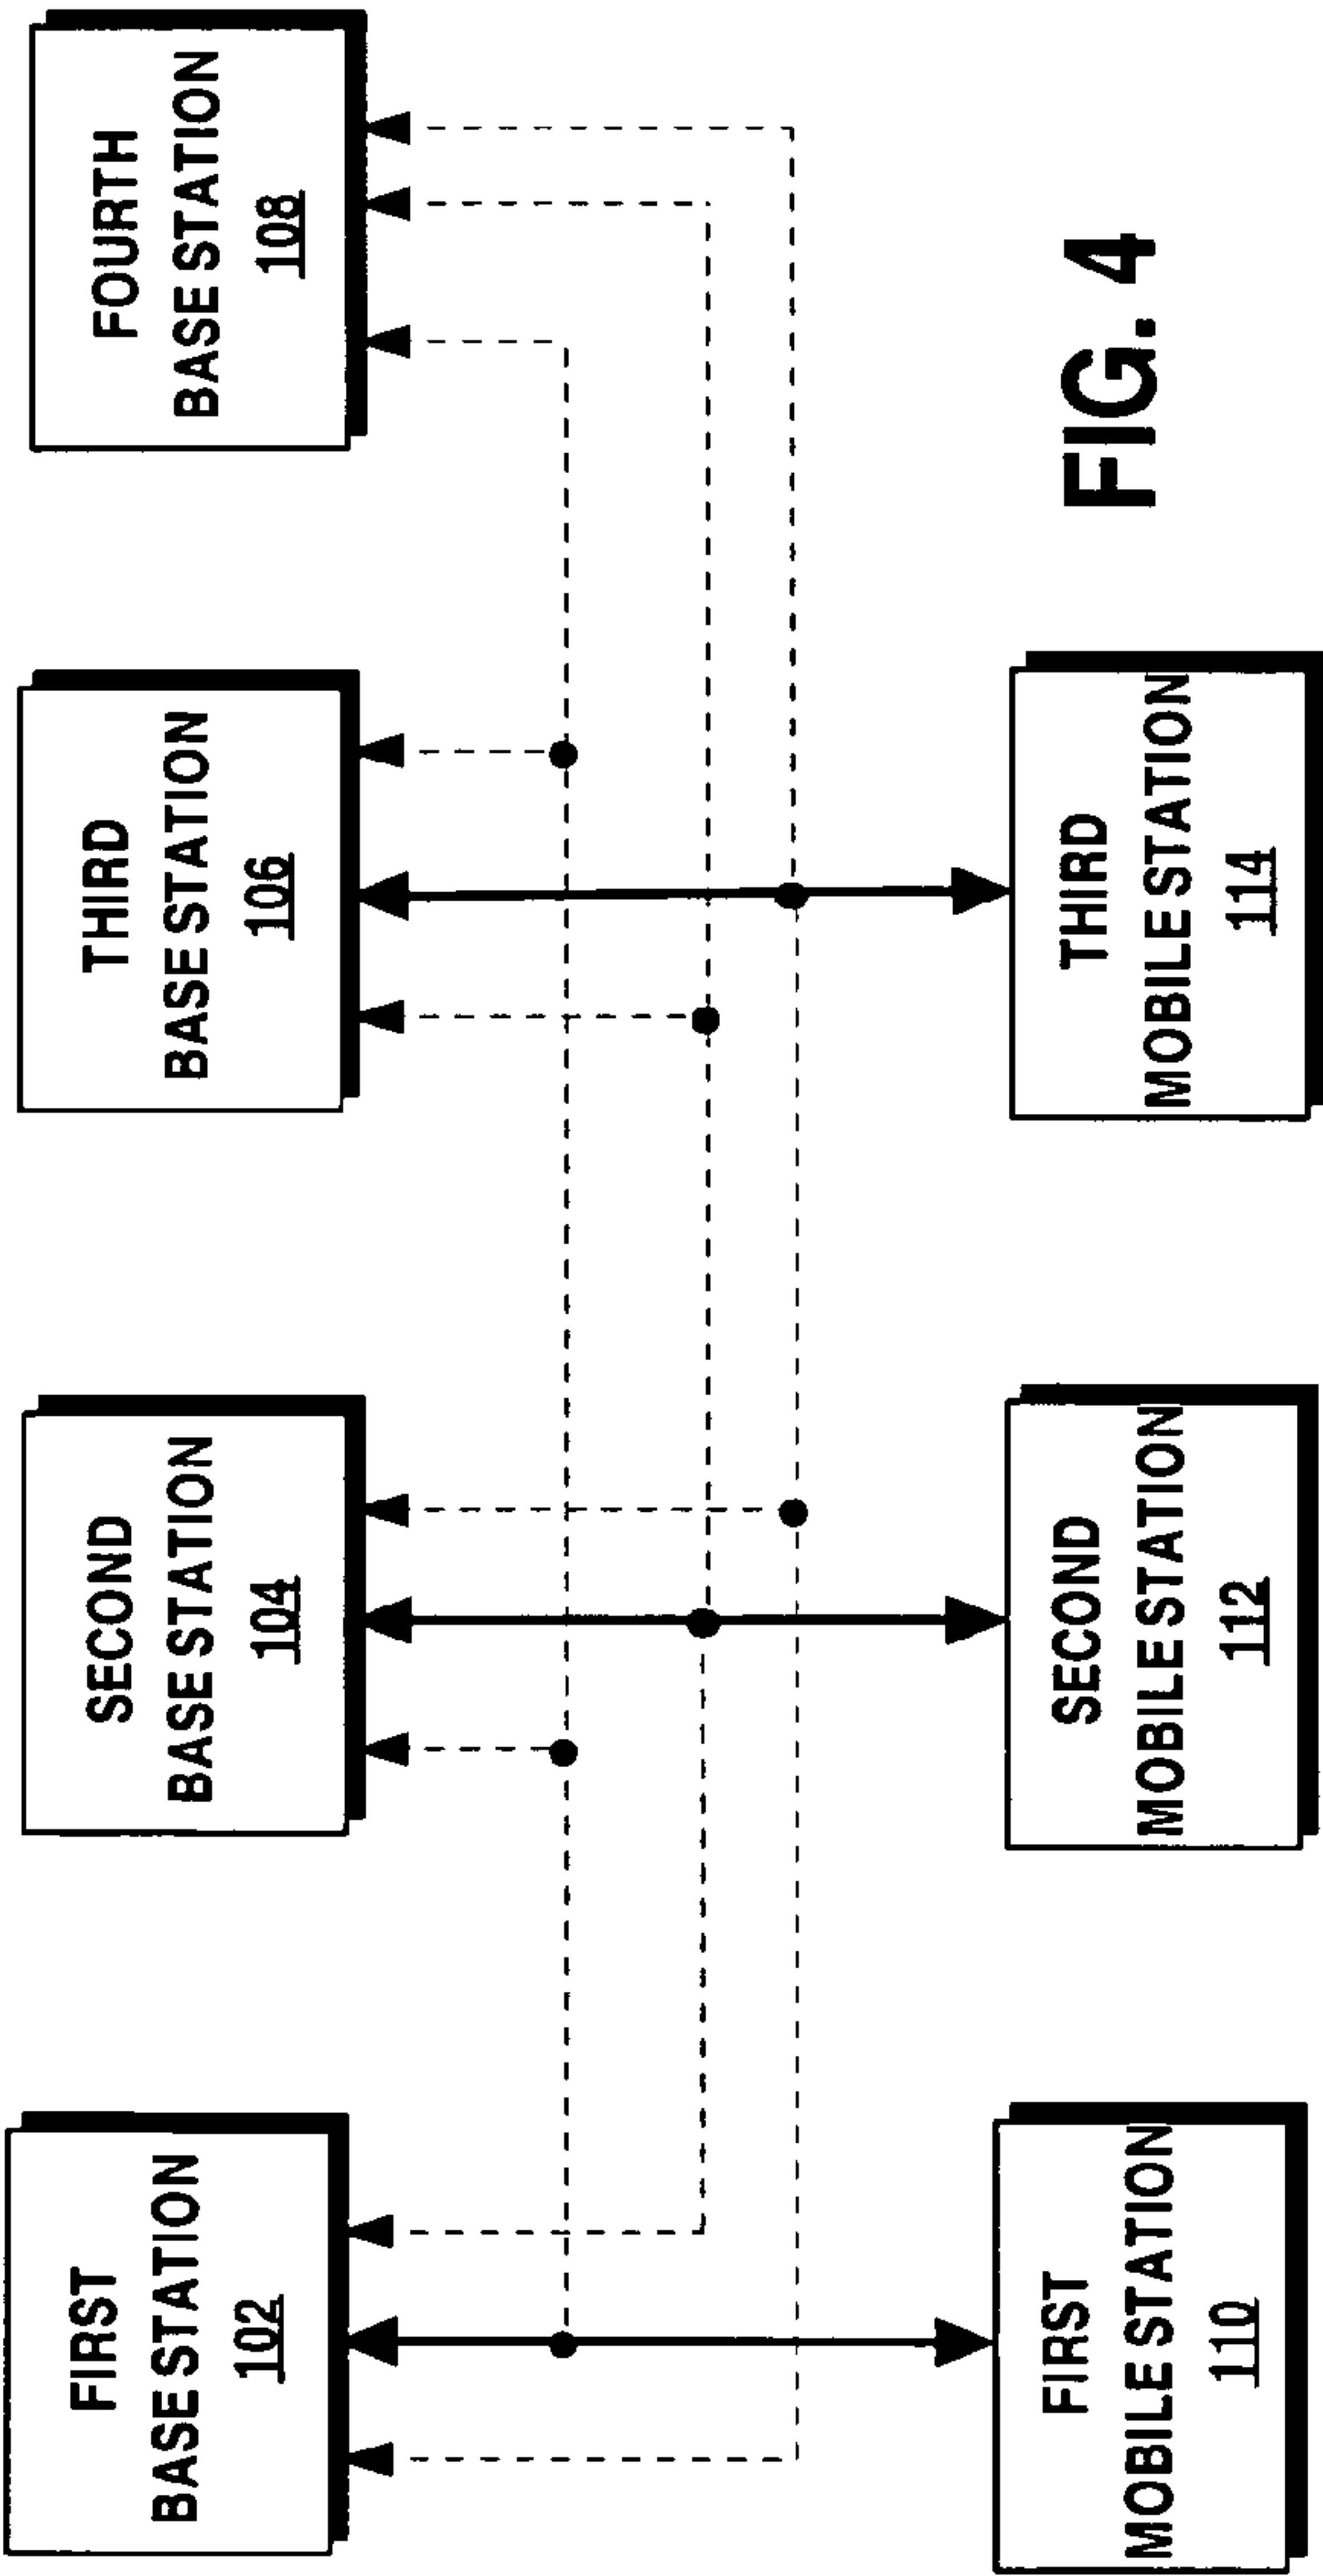 FIRST
BASE STATION
102
SECOND
BASE STATION
104
THIRD
BASE STATION
106
FOURTH
BASE STATION
108
FIRST
MOBILE STATION
110
SECOND
MOBILE STATION
112
THIRD
MOBILE STATION
114
FIG. 4